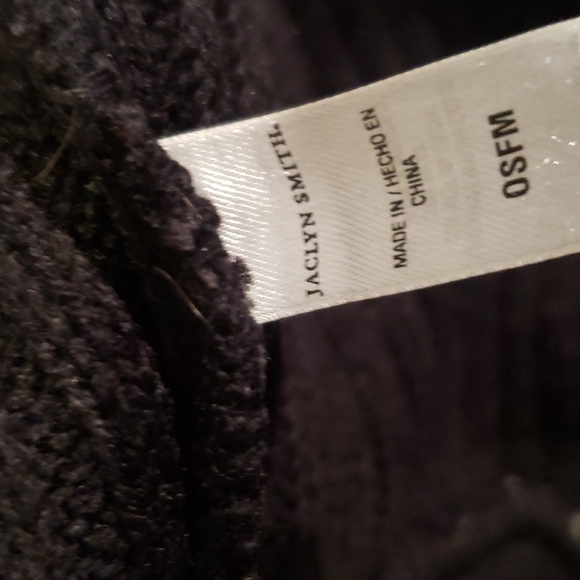 JACLYN SMITH.
MADE IN / HECHO EN
CHINA
OSFM